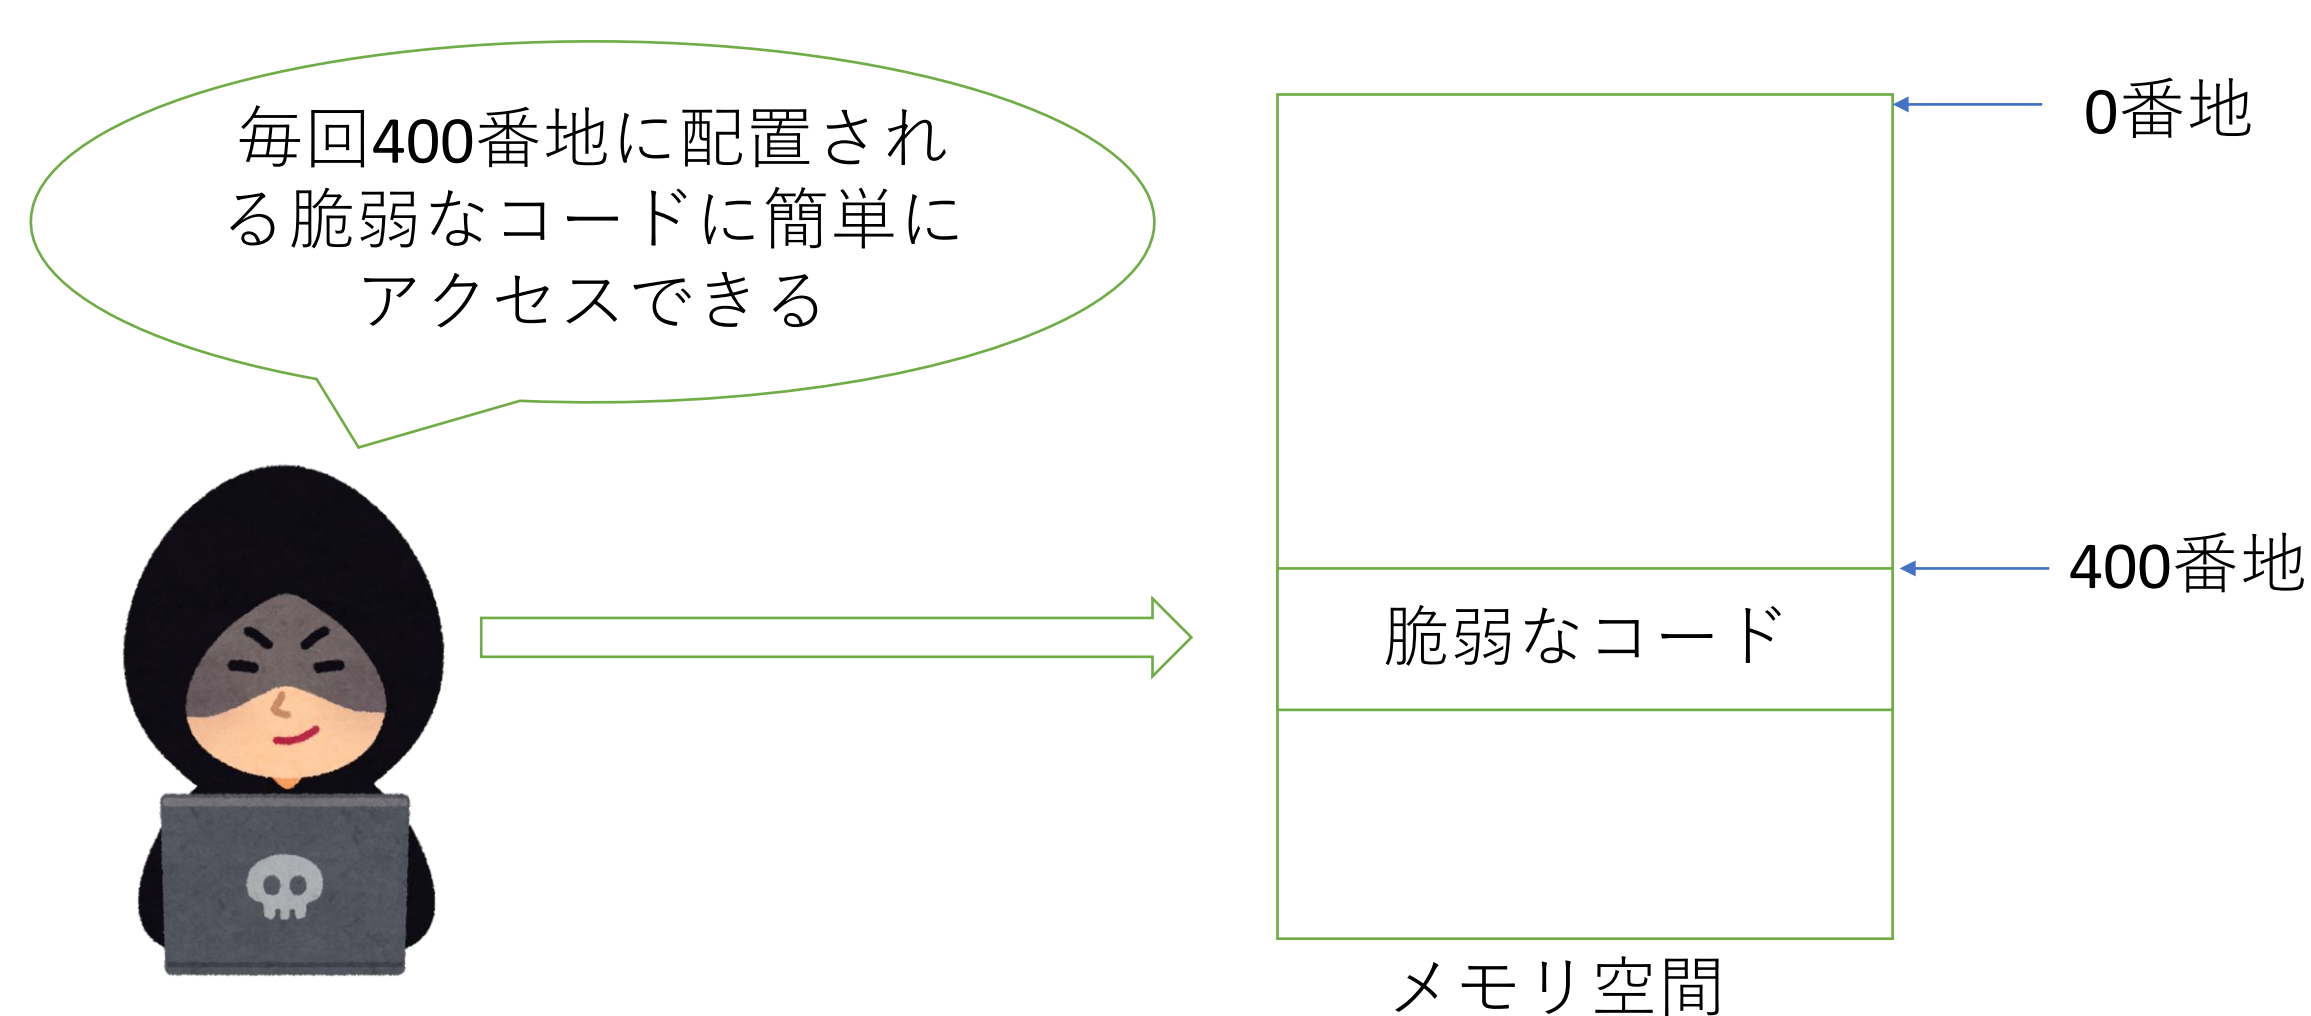 毎回400番地に配置され
る脆弱なコードに簡単に
アクセスできる
0番地
400番地
脆弱なコード
メモリ空間